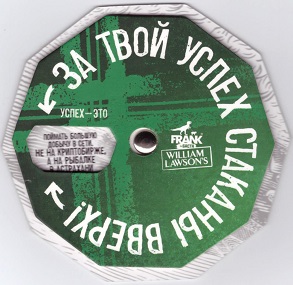 ЗА ТВОЙ УСПЕХ СТАКАНЫ ВВЕРХ!
УСПЕХ-ЭТО
ПОЙМАТЬ БОЛЬШУЮ
ДОБЫЧУ В СЕТИ.
НЕ НА КРИПТОБИРЖЕ,
А НА РЫБАЛКЕ
В АСТРАХАНИ
FRANK
WILLIAM
LAWSON'S